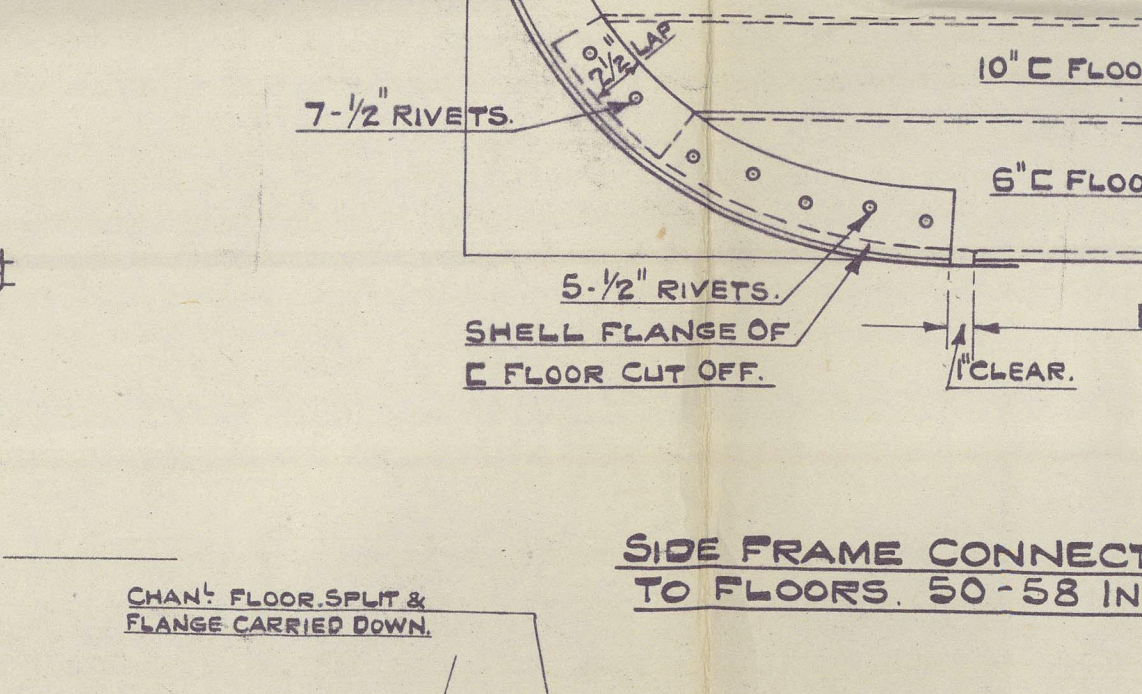 2½" LAP
10" C FLOO
7-½" RIVETS.
6" C FLOO
5-½" RIVETS.
SHELL FLANGE OF
C FLOOR CUT OFF.
1" CLEAR.
SIDE FRAME CONNECT
TO FLOORS. 50-58 IN
CHANL FLOOR.SPLIT &
FLANGE CARRIED DOWN.